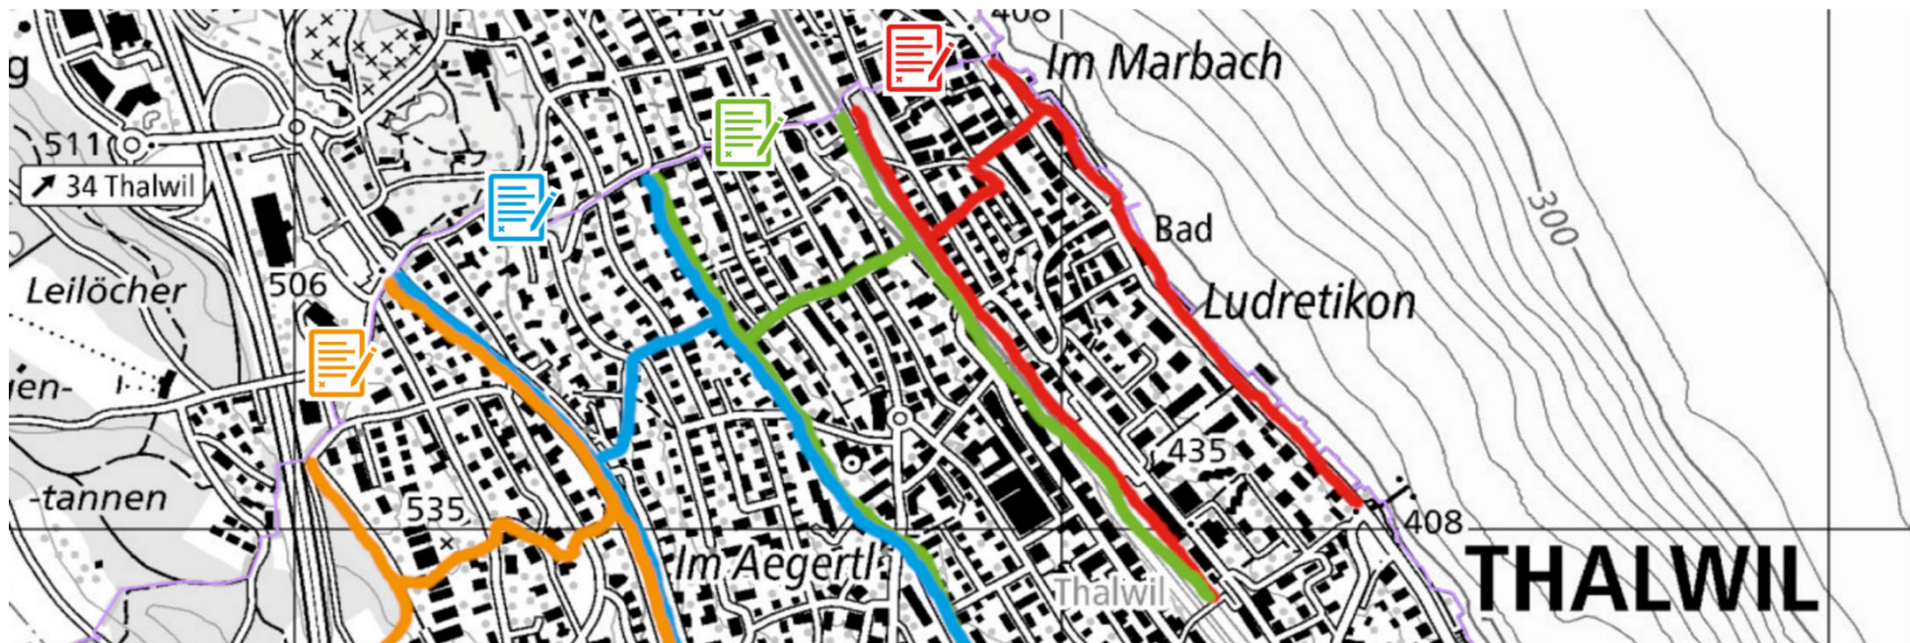 408
Im Marbach
g
511
34 Thalwil
300
Bad
506
Leilöcher
Ludretikon
en-
435
-tannen
535
408
Im Aegertli
THALWIL
Thalwil